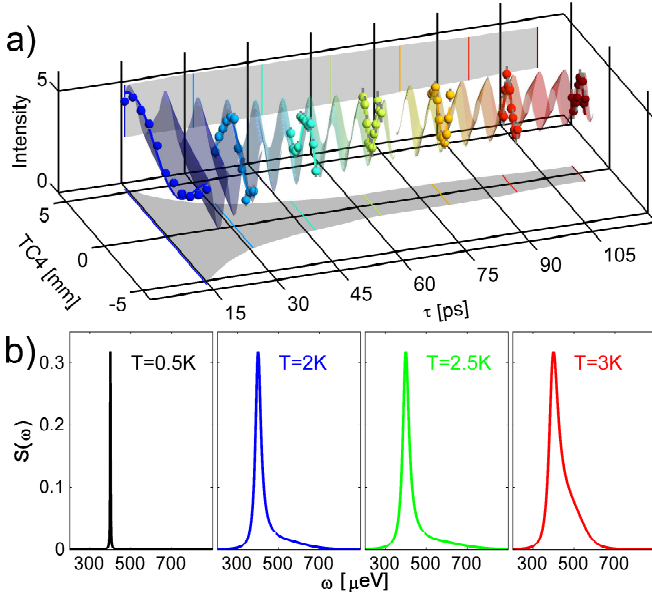 a)
Intensity
5
0
5
0
-5
TC4 [mm]
15
30
45
60
75
90
105
τ [ps]
b)
S(ω)
0.3
0.2
0.1
0
T=0.5K
T=2K
T=2.5K
T=3K
300 500 700
300 500 700
300 500 700
300 500 700
ω [μeV]